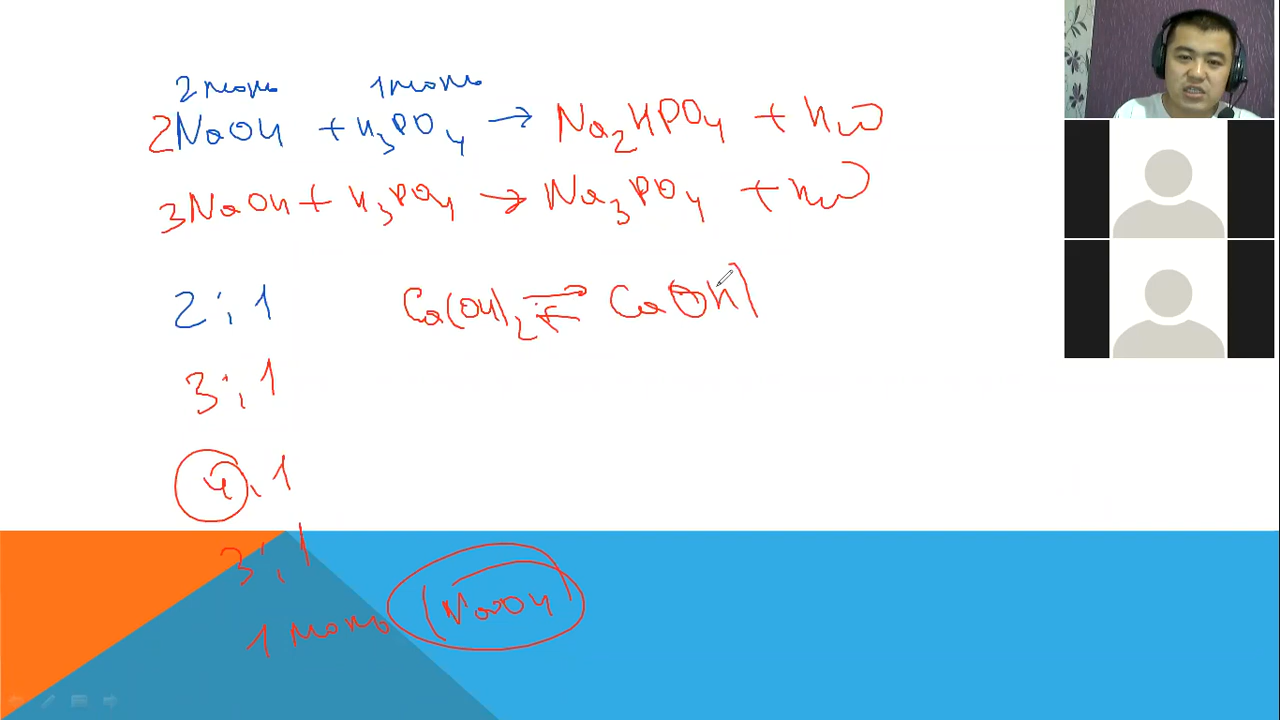 2 моль 1 моль
2NaOH + H₃PO₄ → Na₂HPO₄ + H₂O
3NaOH + H₃PO₄ → Na₃PO₄ + H₂O
2:1 Ca(OH)₂ ⇄ CaOH)
3:1
4:1
3:1
1 моль (NaOH)